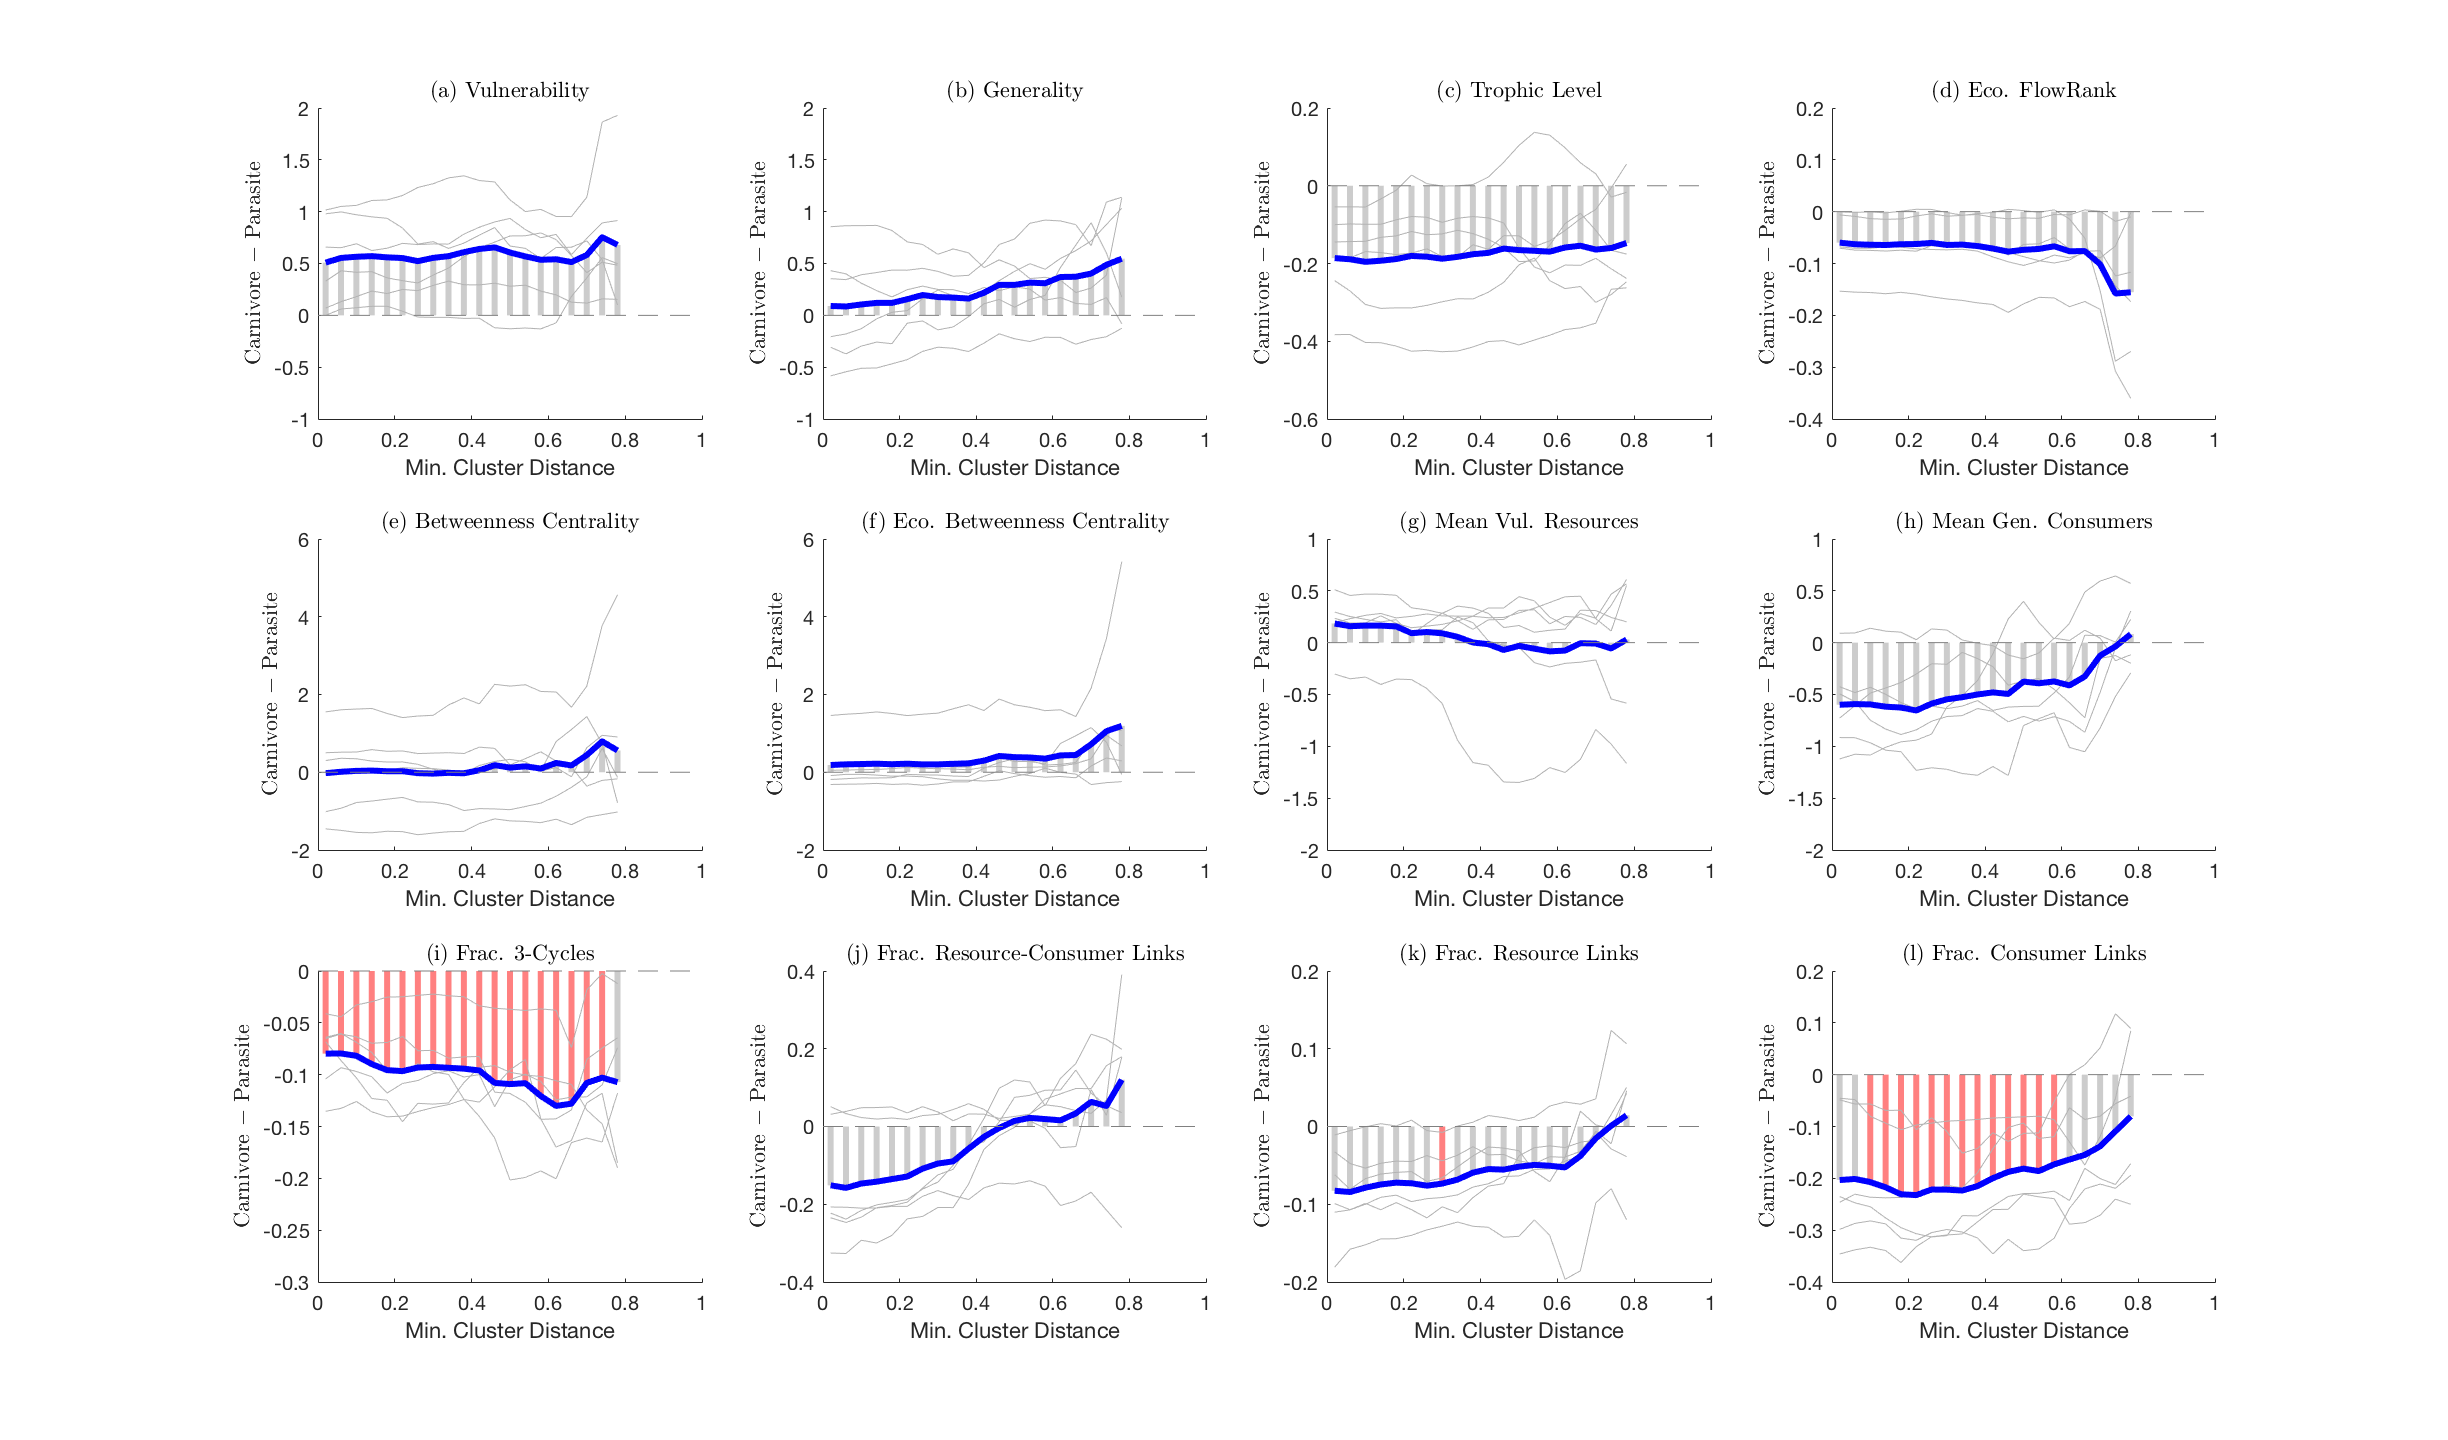 (a) Vulnerability
(b) Generality
(c) Trophic Level
(d) Eco. FlowRank
2
1.5
1
0.5
0
-0.5
-1
Carnivore − Parasite
0 0.2 0.4 0.6 0.8 1
Min. Cluster Distance
2
1.5
1
0.5
0
-0.5
-1
Carnivore − Parasite
0 0.2 0.4 0.6 0.8 1
Min. Cluster Distance
0.2
0
-0.2
-0.4
-0.6
Carnivore − Parasite
0 0.2 0.4 0.6 0.8 1
Min. Cluster Distance
0.2
0.1
0
-0.1
-0.2
-0.3
-0.4
Carnivore − Parasite
0 0.2 0.4 0.6 0.8 1
Min. Cluster Distance
(e) Betweenness Centrality
(f) Eco. Betweenness Centrality
(g) Mean Vul. Resources
(h) Mean Gen. Consumers
6
4
2
0
-2
Carnivore − Parasite
0 0.2 0.4 0.6 0.8 1
Min. Cluster Distance
6
4
2
0
-2
Carnivore − Parasite
0 0.2 0.4 0.6 0.8 1
Min. Cluster Distance
1
0.5
0
-0.5
-1
-1.5
-2
Carnivore − Parasite
0 0.2 0.4 0.6 0.8 1
Min. Cluster Distance
1
0.5
0
-0.5
-1
-1.5
-2
Carnivore − Parasite
0 0.2 0.4 0.6 0.8 1
Min. Cluster Distance
(i) Frac. 3-Cycles
(j) Frac. Resource-Consumer Links
(k) Frac. Resource Links
(l) Frac. Consumer Links
0
-0.05
-0.1
-0.15
-0.2
-0.25
-0.3
Carnivore − Parasite
0 0.2 0.4 0.6 0.8 1
Min. Cluster Distance
0.4
0.2
0
-0.2
-0.4
Carnivore − Parasite
0 0.2 0.4 0.6 0.8 1
Min. Cluster Distance
0.2
0.1
0
-0.1
-0.2
Carnivore − Parasite
0 0.2 0.4 0.6 0.8 1
Min. Cluster Distance
0.2
0.1
0
-0.1
-0.2
-0.3
-0.4
Carnivore − Parasite
0 0.2 0.4 0.6 0.8 1
Min. Cluster Distance